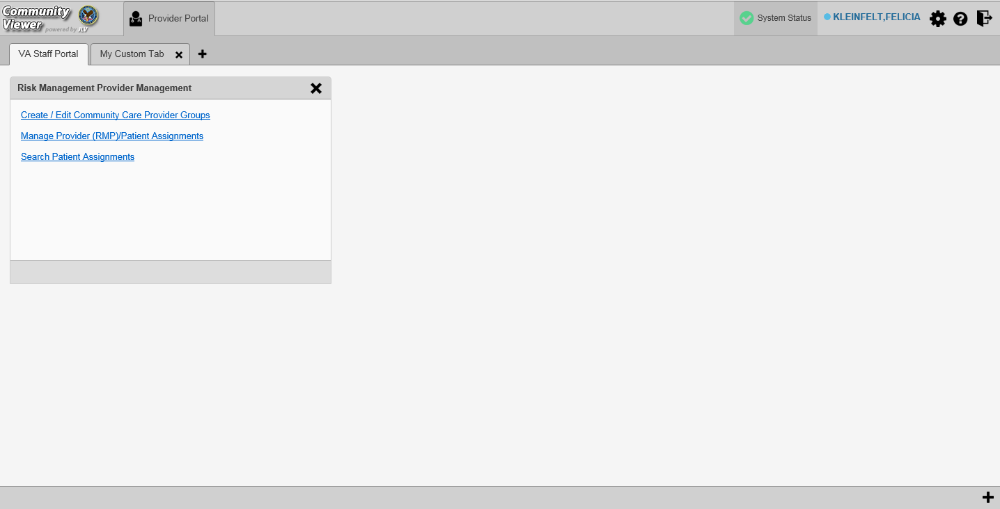 Community
Viewer powered by JLV
Provider Portal
System Status
KLEINFELT,FELICIA
VA Staff Portal
My Custom Tab
Risk Management Provider Management
Create / Edit Community Care Provider Groups
Manage Provider (RMP)/Patient Assignments
Search Patient Assignments